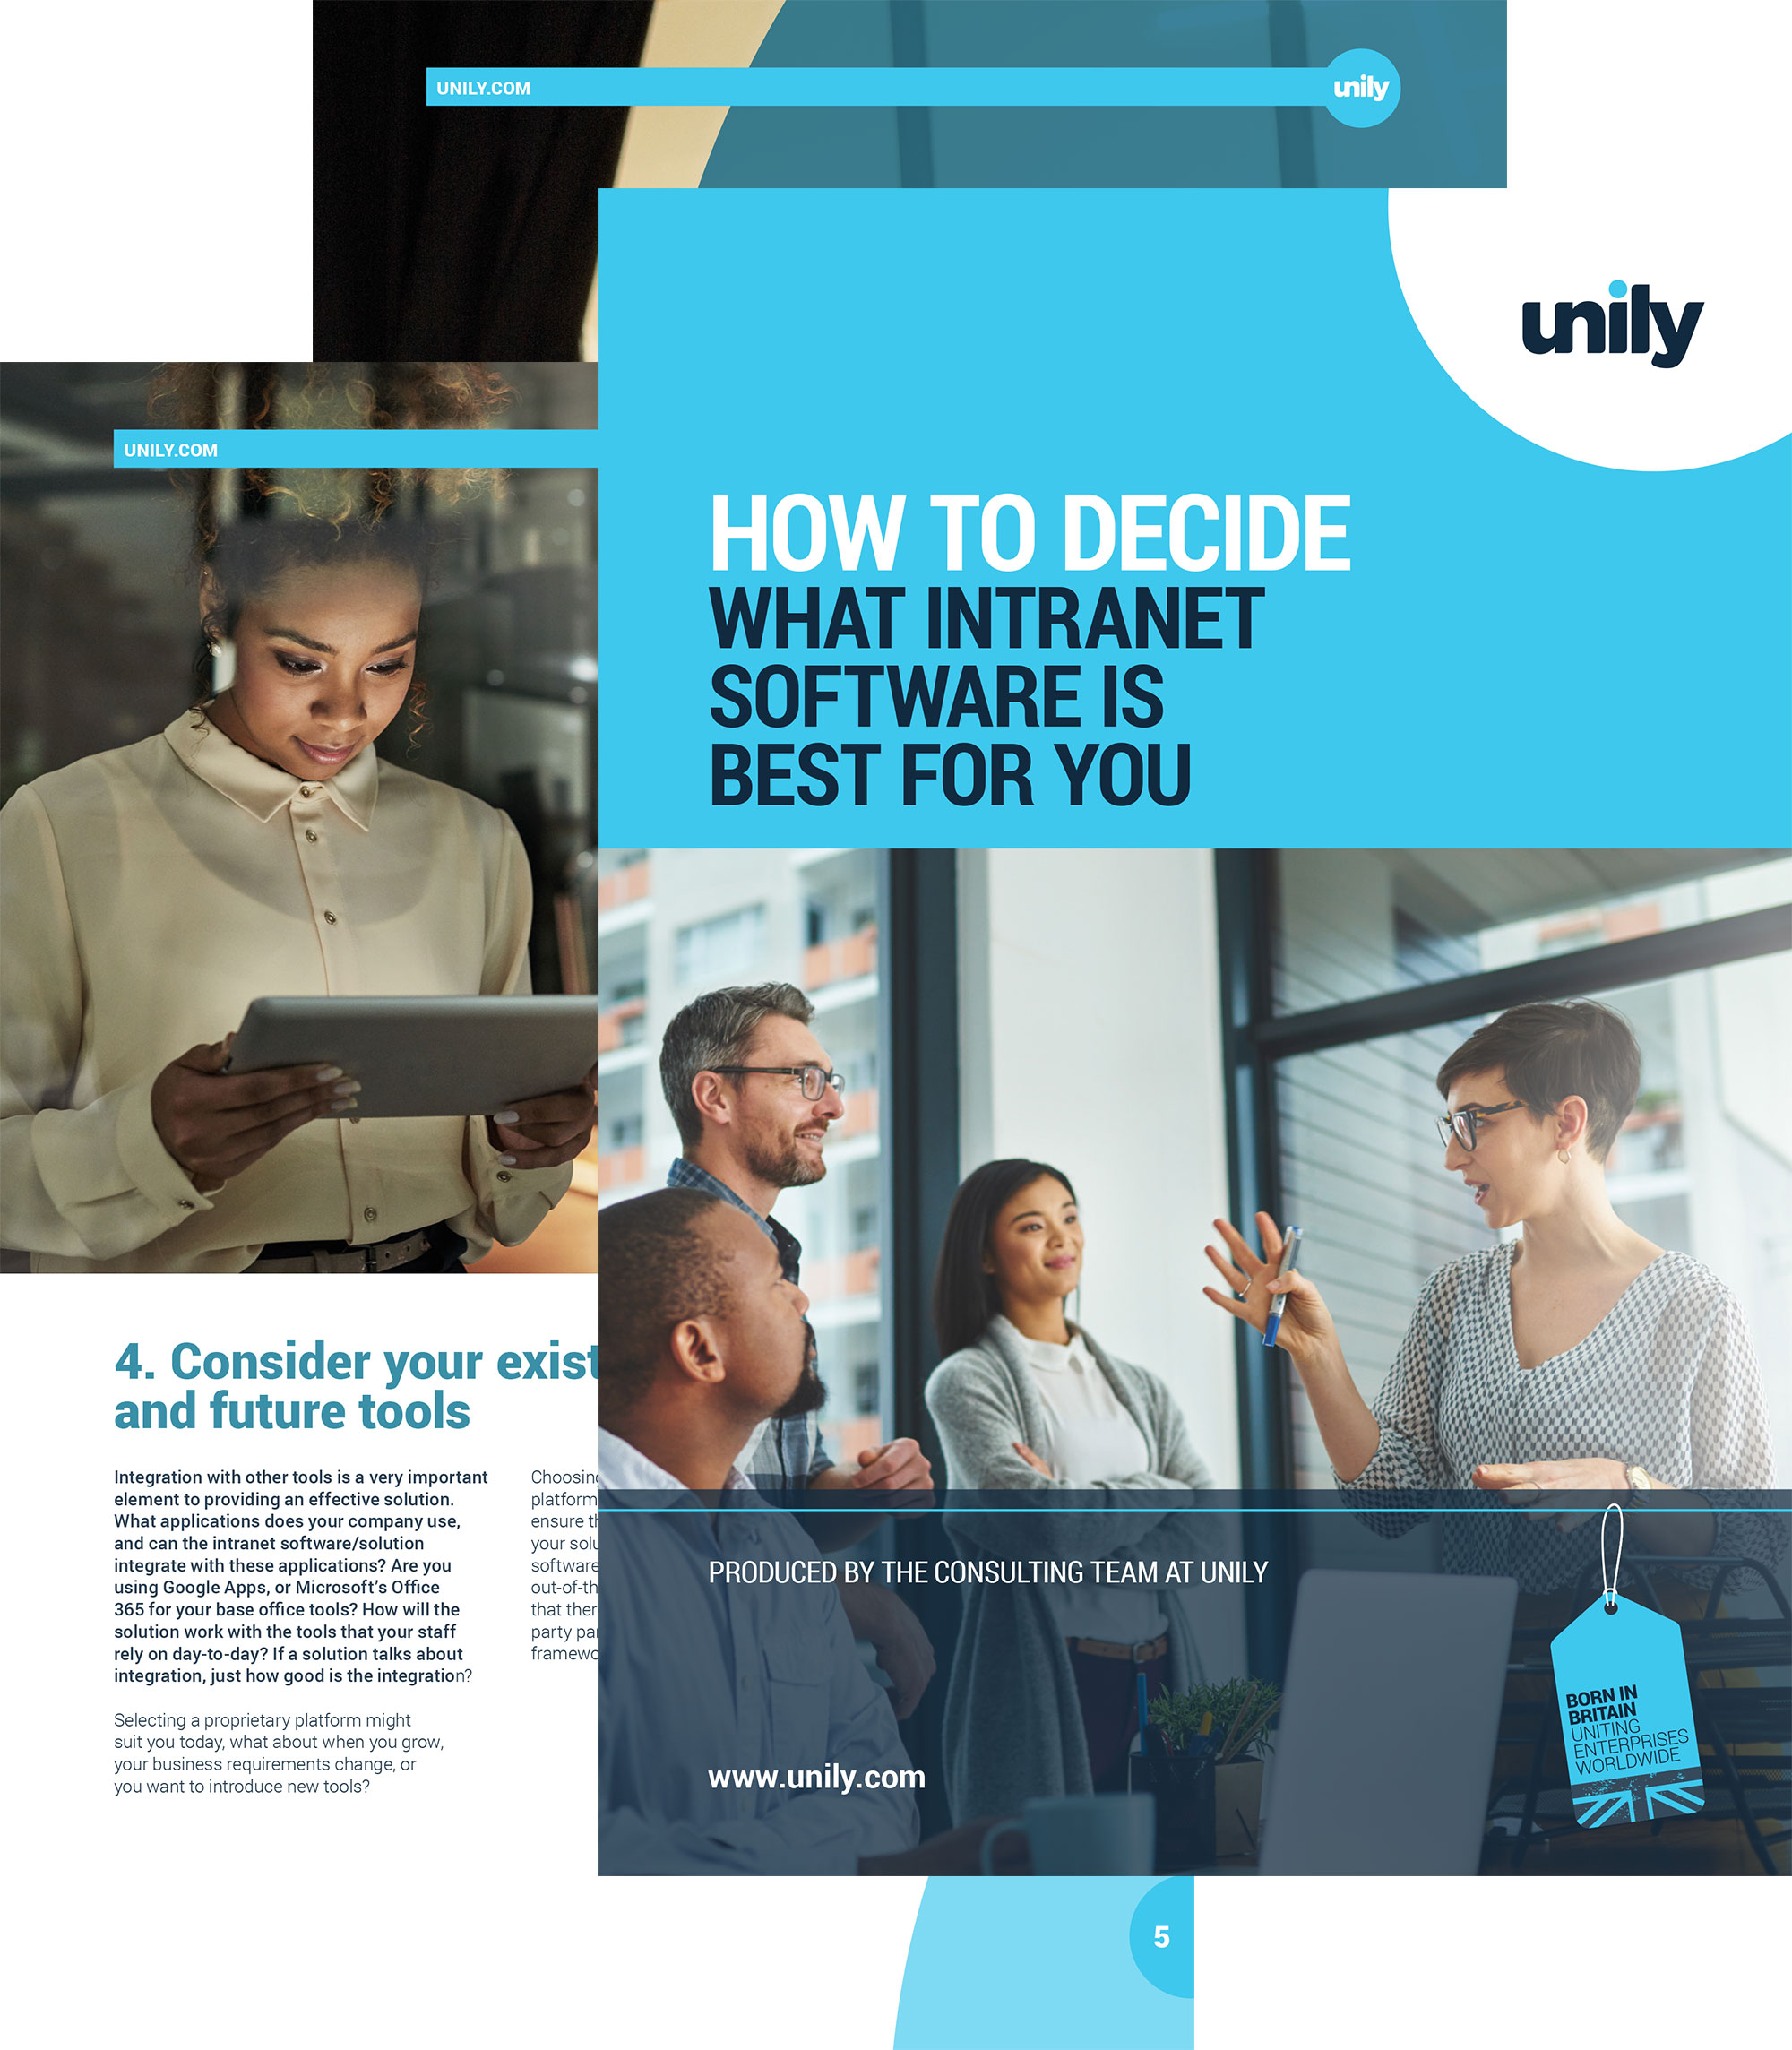 UNILY.COM
unily
unily
HOW TO DECIDE
WHAT INTRANET
SOFTWARE IS
BEST FOR YOU
PRODUCED BY THE CONSULTING TEAM AT UNILY
www.unily.com
BORN IN
BRITAIN
UNITING
ENTERPRISES
WORLDWIDE
UNILY.COM
4. Consider your
and future tools
Integration with other tools is a very important
element to providing an effective solution.
What applications does your company use,
and can the intranet software/solution
integrate with these applications? Are you
using Google Apps, or Microsoft’s Office
365 for your base office tools? How will the
solution work with the tools that your staff
rely on day-to-day? If a solution talks about
integration, just how good is the integration?
Selecting a proprietary platform might
suit you today, what about when you grow,
your business requirements change, or
you want to introduce new tools?
platform
ensure
your
software
that
party
5